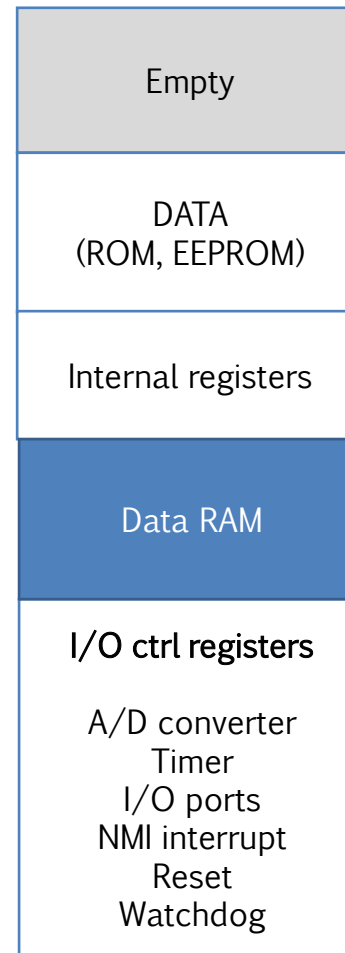 Empty
DATA
(ROM, EEPROM)
Internal registers
Data RAM
I/O ctrl registers
A/D converter
Timer
I/O ports
NMI interrupt
Reset
Watchdog